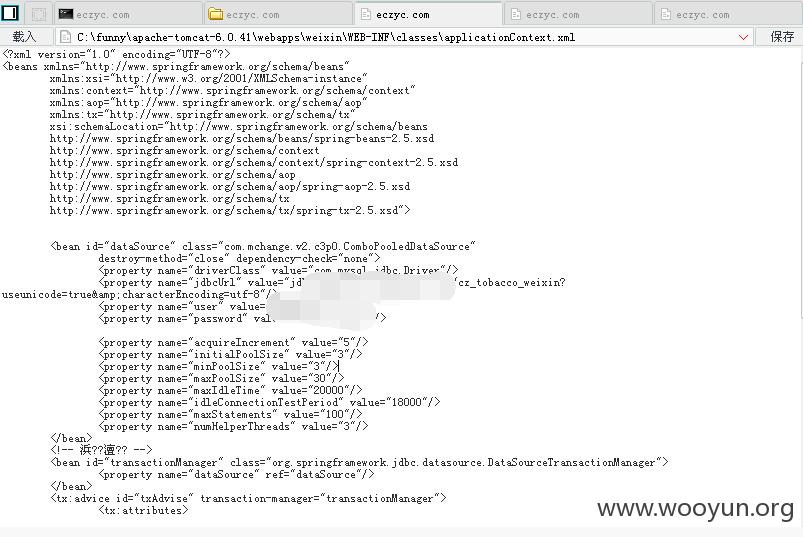 eczyc.com eczyc.com eczyc.com eczyc.com eczyc.com
载入 C:\funny\apache-tomcat-6.0.41\webapps\weixin\WEB-INF\classes\applicationContext.xml 保存
<?xml version="1.0" encoding="UTF-8"?>
<beans xmlns="http://www.springframework.org/schema/beans"
xmlns:xsi="http://www.w3.org/2001/XMLSchema-instance"
xmlns:context="http://www.springframework.org/schema/context"
xmlns:aop="http://www.springframework.org/schema/aop"
xmlns:tx="http://www.springframework.org/schema/tx"
xsi:schemaLocation="http://www.springframework.org/schema/beans
http://www.springframework.org/schema/beans/spring-beans-2.5.xsd
http://www.springframework.org/schema/context
http://www.springframework.org/schema/context/spring-context-2.5.xsd
http://www.springframework.org/schema/aop
http://www.springframework.org/schema/aop/spring-aop-2.5.xsd
http://www.springframework.org/schema/tx
http://www.springframework.org/schema/tx/spring-tx-2.5.xsd">
<bean id="dataSource" class="com.mchange.v2.c3p0.ComboPooledDataSource"
destroy-method="close" dependency-check="none">
<property name="driverClass" value="com.mysql.jdbc.Driver"/>
<property name="jdbcUrl" value="jd /cz_tobacco_weixin?
useunicode=true&amp;characterEncoding=utf-8"/>
<property name="user" value=
<property name="password" val />
<property name="acquireIncrement" value="5"/>
<property name="initialPoolSize" value="3"/>
<property name="minPoolSize" value="3"/>
<property name="maxPoolSize" value="30"/>
<property name="maxIdleTime" value="20000"/>
<property name="idleConnectionTestPeriod" value="18000"/>
<property name="maxStatements" value="100"/>
<property name="numHelperThreads" value="3"/>
</bean>
<!-- 浜??澶?? -->
<bean id="transactionManager" class="org.springframework.jdbc.datasource.DataSourceTransactionManager">
<property name="dataSource" ref="dataSource"/>
</bean>
<tx:advice id="txAdvise" transaction-manager="transactionManager">
<tx:attributes>
www.wooyun.org